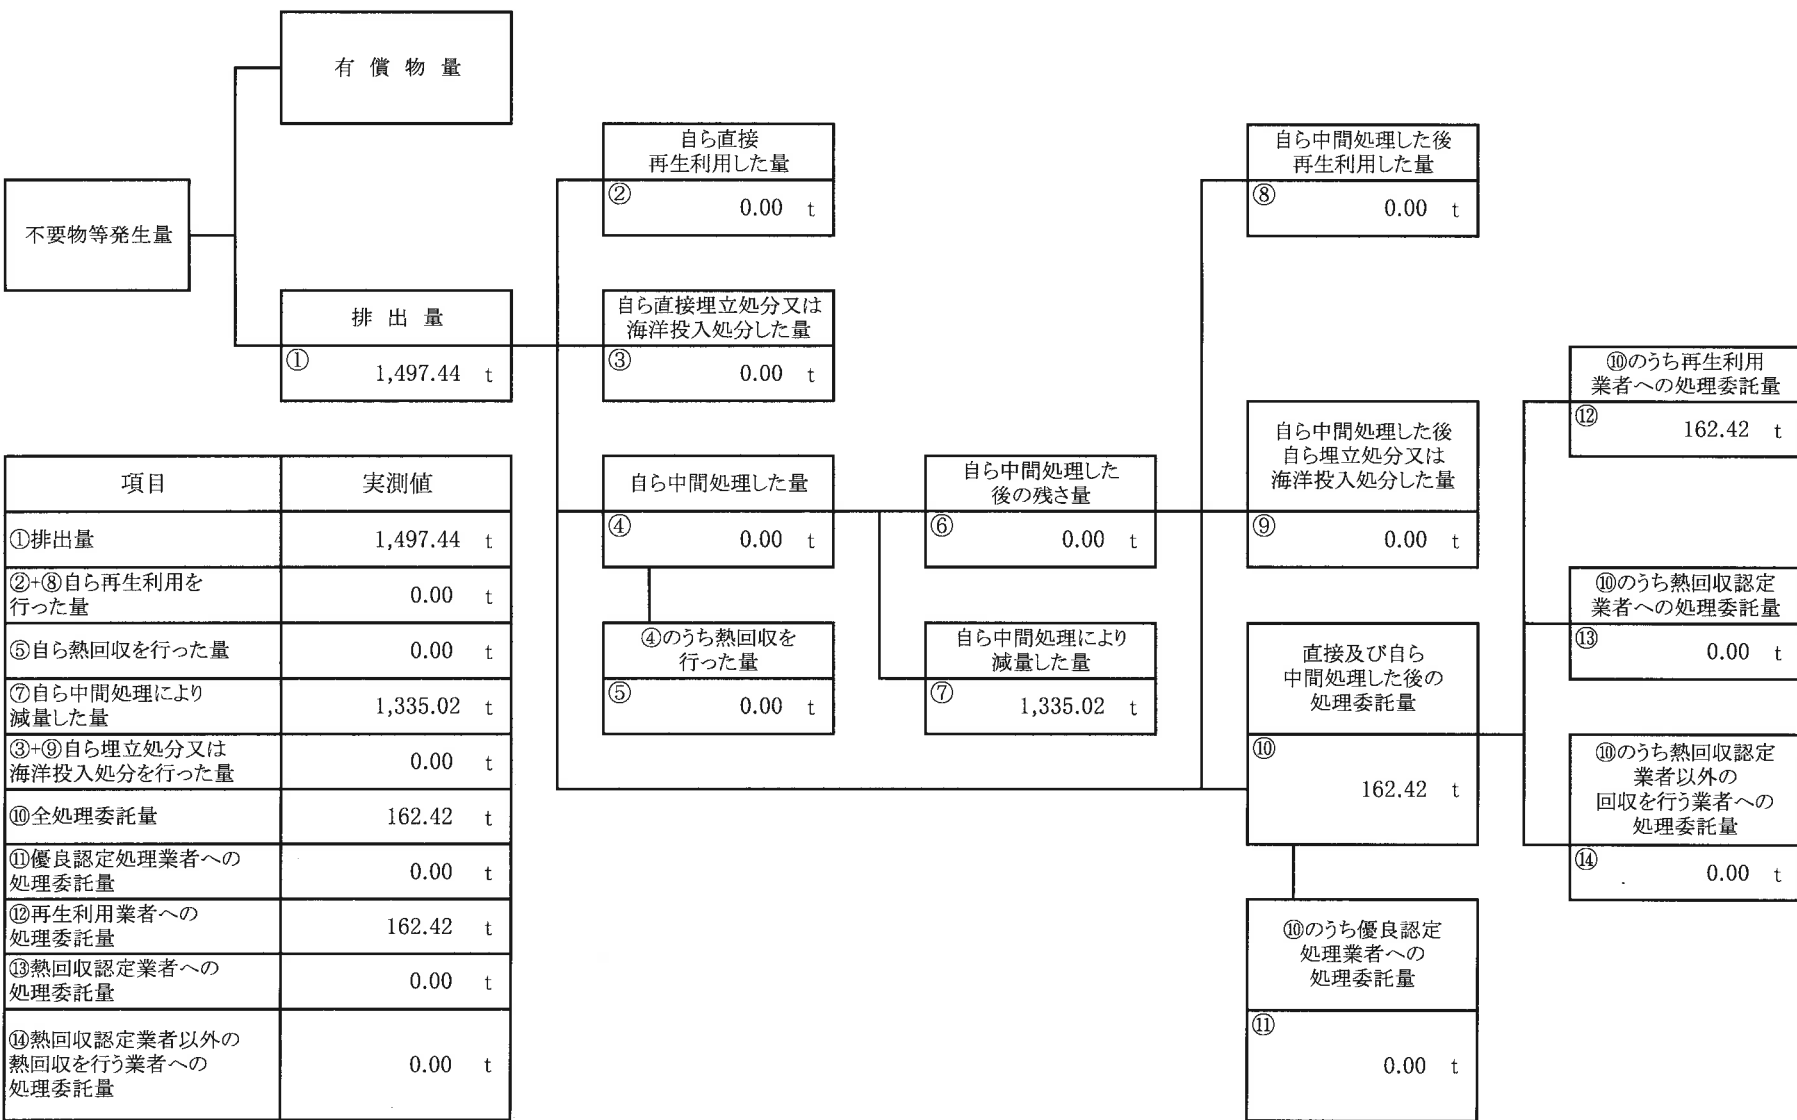 有償物量
不要物等発生量
排出量
①
1,497.44 t
自ら直接
再生利用した量
②
0.00 t
自ら直接埋立処分又は
海洋投入処分した量
③
0.00 t
自ら中間処理した量
④
0.00 t
④のうち熱回収を
行った量
⑤
0.00 t
自ら中間処理した
後の残さ量
⑥
0.00 t
自ら中間処理により
減量した量
⑦
1,335.02 t
自ら中間処理した後
再生利用した量
⑧
0.00 t
自ら中間処理した後
自ら埋立処分又は
海洋投入処分した量
⑨
0.00 t
直接及び自ら
中間処理した後の
処理委託量
⑩
162.42 t
⑩のうち優良認定
処理業者への
処理委託量
⑪
0.00 t
⑩のうち再生利用
業者への処理委託量
⑫
162.42 t
⑩のうち熱回収認定
業者への処理委託量
⑬
0.00 t
⑩のうち熱回収認定
業者以外の
回収を行う業者への
処理委託量
⑭
0.00 t
項目 実測値
①排出量 1,497.44 t
②+⑧自ら再生利用を
行った量
0.00 t
⑤自ら熱回収を行った量 0.00 t
⑦自ら中間処理により
減量した量
1,335.02 t
③+⑨自ら埋立処分又は
海洋投入処分を行った量
0.00 t
⑩全処理委託量 162.42 t
⑪優良認定処理業者への
処理委託量
0.00 t
⑫再生利用業者への
処理委託量
162.42 t
⑬熱回収認定業者への
処理委託量
0.00 t
⑭熱回収認定業者以外の
熱回収を行う業者への
処理委託量
0.00 t